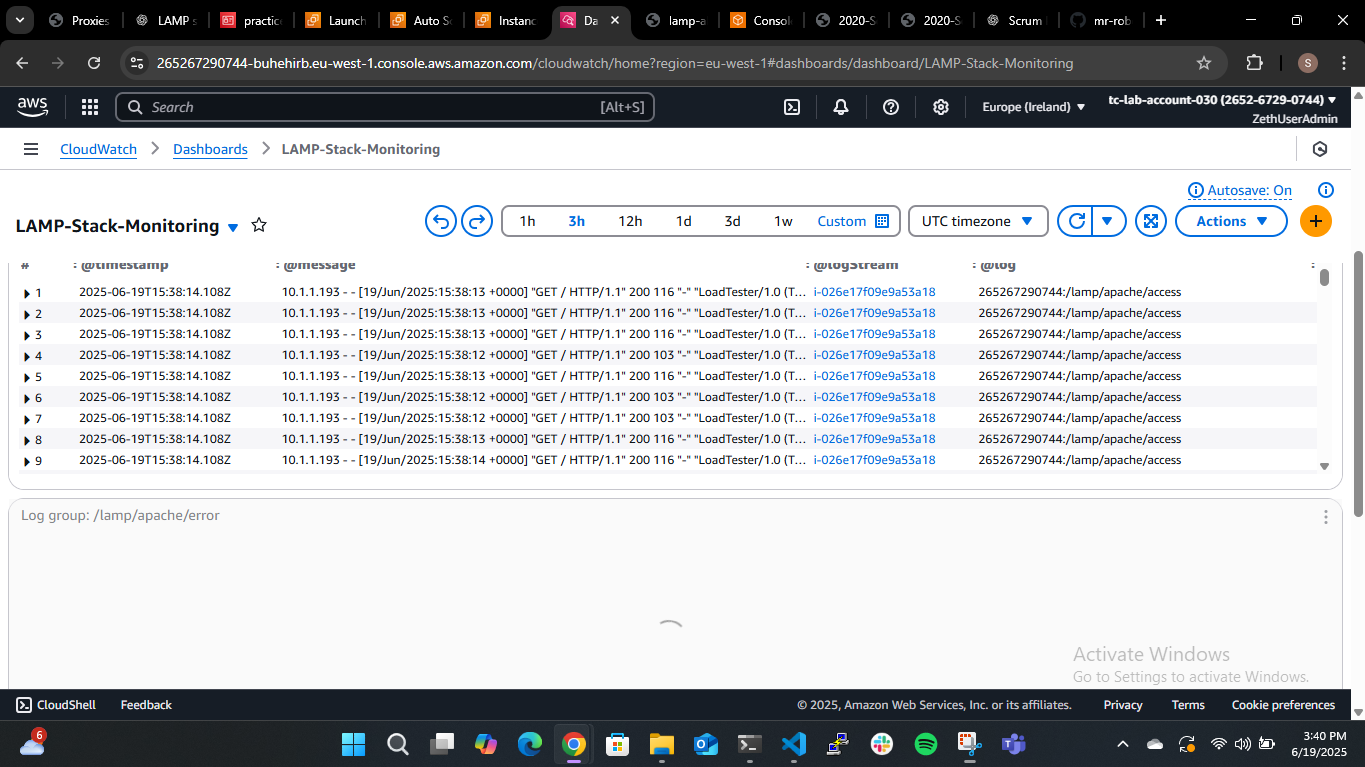 Proxies
LAMP s
practice
Launch
Auto Sc
Instanc
Da
lamp-a
Consol
2020-S
2020-S
Scrum
mr-rob
265267290744-buhehirb.eu-west-1.console.aws.amazon.com/cloudwatch/home?region=eu-west-1#dashboards/dashboard/LAMP-Stack-Monitoring
S
aws
Search
[Alt+S]
Europe (Ireland)
tc-lab-account-030 (2652-6729-0744)
ZethUserAdmin
CloudWatch
Dashboards
LAMP-Stack-Monitoring
Autosave: On
LAMP-Stack-Monitoring
1h
3h
12h
1d
3d
1w
Custom
UTC timezone
Actions
# : @timestamp : @message : @logStream : @log :
1 2025-06-19T15:38:14.108Z 10.1.1.193 - - [19/Jun/2025:15:38:13 +0000] "GET / HTTP/1.1" 200 116 "-" "LoadTester/1.0 (T... i-026e17f09e9a53a18 265267290744:/lamp/apache/access
2 2025-06-19T15:38:14.108Z 10.1.1.193 - - [19/Jun/2025:15:38:13 +0000] "GET / HTTP/1.1" 200 116 "-" "LoadTester/1.0 (T... i-026e17f09e9a53a18 265267290744:/lamp/apache/access
3 2025-06-19T15:38:14.108Z 10.1.1.193 - - [19/Jun/2025:15:38:13 +0000] "GET / HTTP/1.1" 200 116 "-" "LoadTester/1.0 (T... i-026e17f09e9a53a18 265267290744:/lamp/apache/access
4 2025-06-19T15:38:14.108Z 10.1.1.193 - - [19/Jun/2025:15:38:12 +0000] "GET / HTTP/1.1" 200 103 "-" "LoadTester/1.0 (T... i-026e17f09e9a53a18 265267290744:/lamp/apache/access
5 2025-06-19T15:38:14.108Z 10.1.1.193 - - [19/Jun/2025:15:38:13 +0000] "GET / HTTP/1.1" 200 116 "-" "LoadTester/1.0 (T... i-026e17f09e9a53a18 265267290744:/lamp/apache/access
6 2025-06-19T15:38:14.108Z 10.1.1.193 - - [19/Jun/2025:15:38:12 +0000] "GET / HTTP/1.1" 200 103 "-" "LoadTester/1.0 (T... i-026e17f09e9a53a18 265267290744:/lamp/apache/access
7 2025-06-19T15:38:14.108Z 10.1.1.193 - - [19/Jun/2025:15:38:12 +0000] "GET / HTTP/1.1" 200 103 "-" "LoadTester/1.0 (T... i-026e17f09e9a53a18 265267290744:/lamp/apache/access
8 2025-06-19T15:38:14.108Z 10.1.1.193 - - [19/Jun/2025:15:38:13 +0000] "GET / HTTP/1.1" 200 116 "-" "LoadTester/1.0 (T... i-026e17f09e9a53a18 265267290744:/lamp/apache/access
9 2025-06-19T15:38:14.108Z 10.1.1.193 - - [19/Jun/2025:15:38:14 +0000] "GET / HTTP/1.1" 200 116 "-" "LoadTester/1.0 (T... i-026e17f09e9a53a18 265267290744:/lamp/apache/access
Log group: /lamp/apache/error
Activate Windows
Go to Settings to activate Windows.
CloudShell
Feedback
© 2025, Amazon Web Services, Inc. or its affiliates.
Privacy
Terms
Cookie preferences
6
3:40 PM
6/19/2025